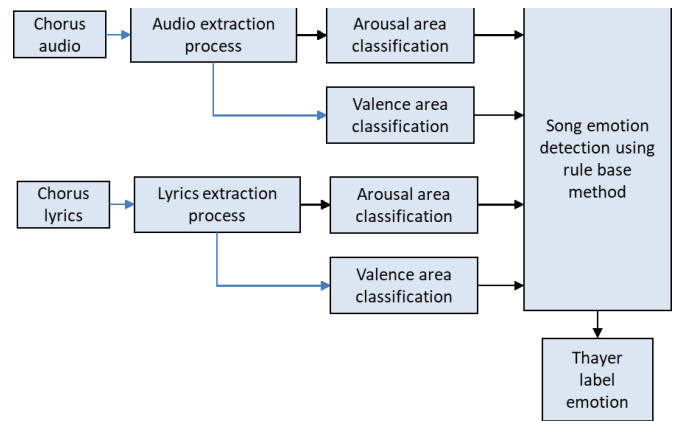 Chorus
audio
Audio extraction
process
Arousal area
classification
Valence area
classification
Song emotion
detection using
rule base
method
Chorus
lyrics
Lyrics extraction
process
Arousal area
classification
Valence area
classification
Thayer
label
emotion